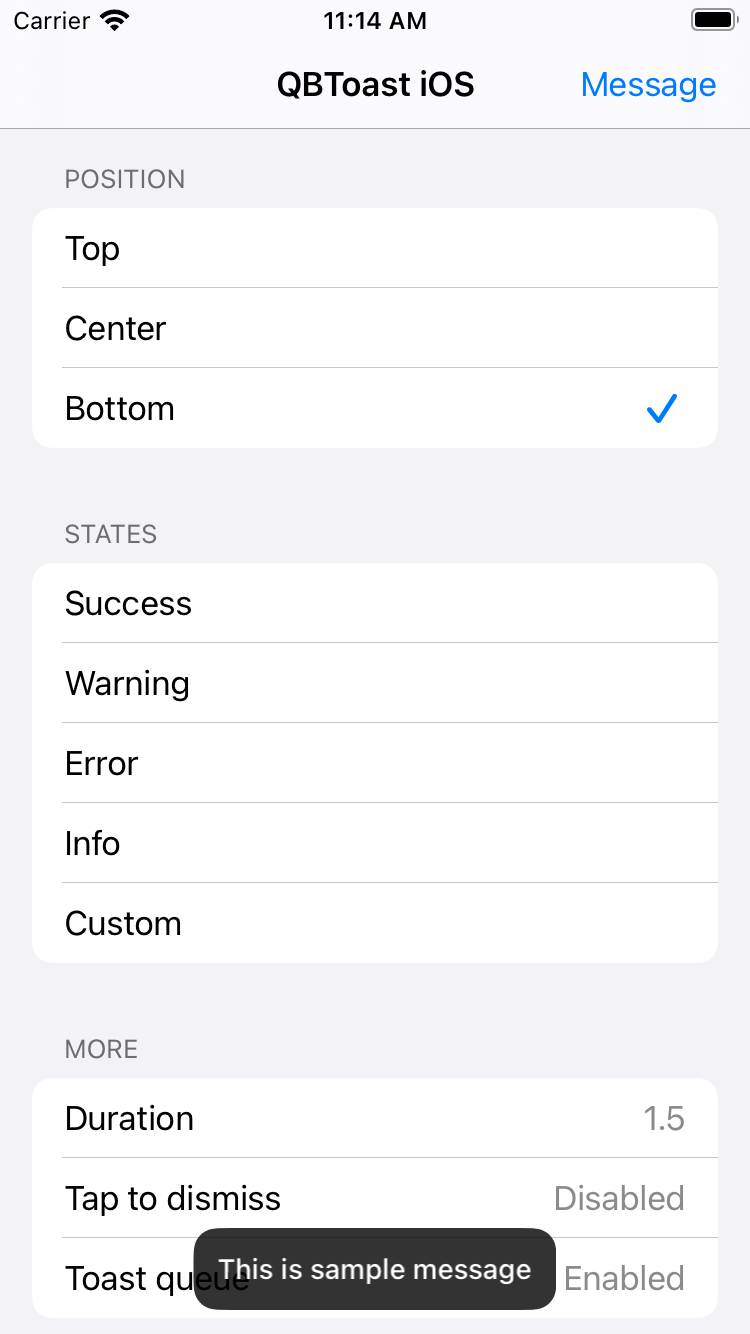 Carrier 11:14 AM
QBToast iOS Message
POSITION
Top
Center
Bottom
STATES
Success
Warning
Error
Info
Custom
MORE
Duration 1.5
Tap to dismiss Disabled
Toast queue Enabled
This is sample message